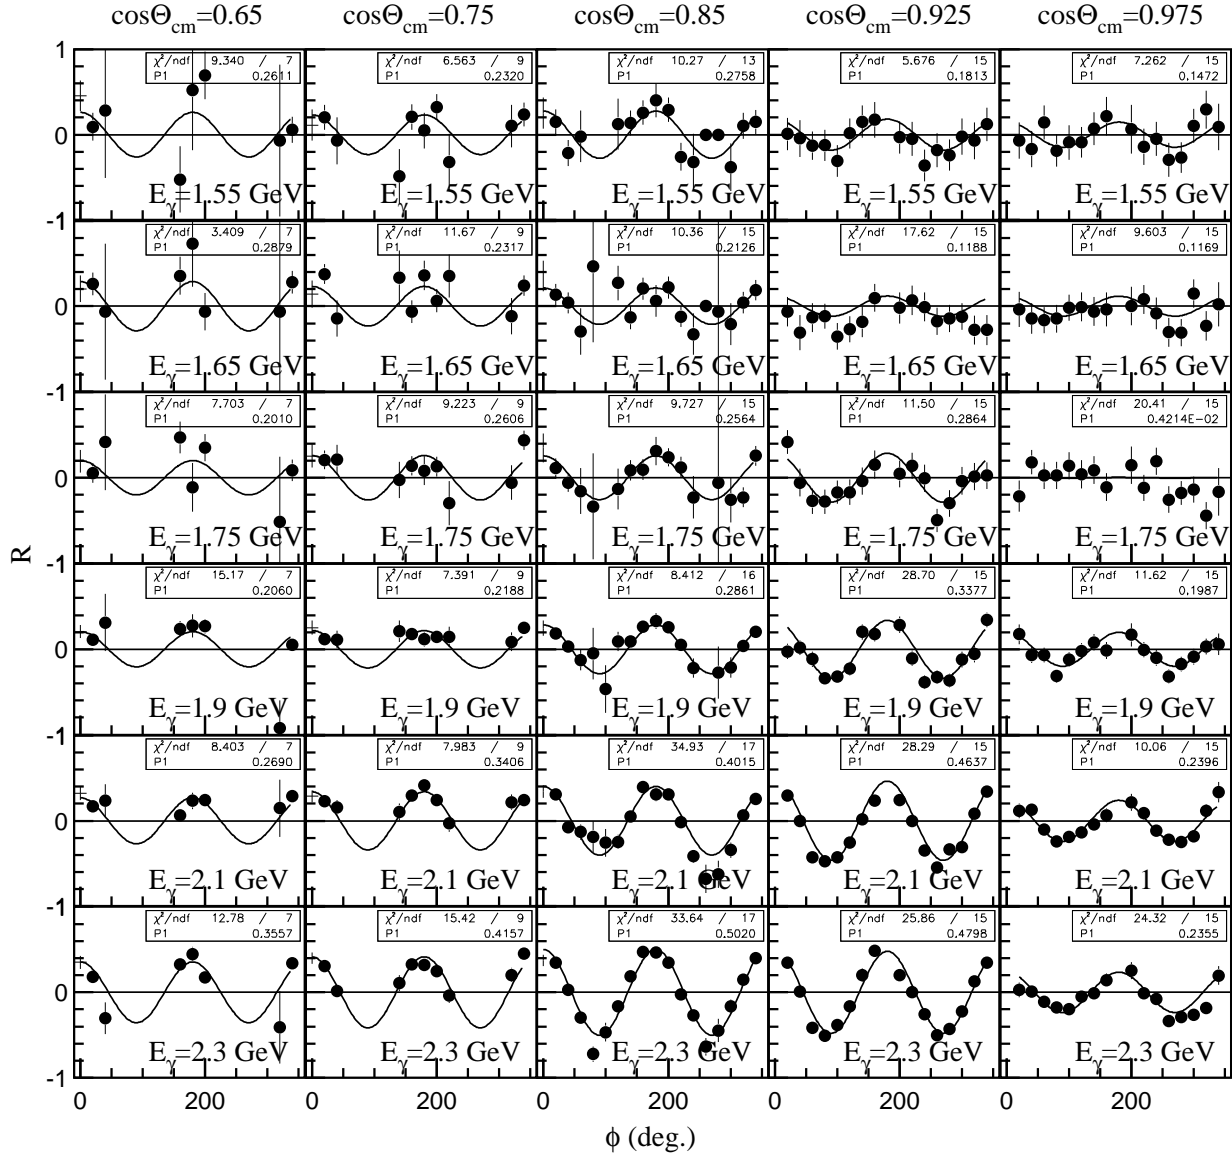 cosΘcm=0.65 cosΘcm=0.75 cosΘcm=0.85 cosΘcm=0.925 cosΘcm=0.975
1
χ²/ndf 9.340 / 7
P1 0.2611
χ²/ndf 6.563 / 9
P1 0.2320
χ²/ndf 10.27 / 13
P1 0.2758
χ²/ndf 5.676 / 15
P1 0.1813
χ²/ndf 7.262 / 15
P1 0.1472
0
Eγ=1.55 GeV Eγ=1.55 GeV Eγ=1.55 GeV Eγ=1.55 GeV Eγ=1.55 GeV
-1
χ²/ndf 3.409 / 7
P1 0.2879
χ²/ndf 11.67 / 9
P1 0.2317
χ²/ndf 10.36 / 15
P1 0.2126
χ²/ndf 17.62 / 15
P1 0.1188
χ²/ndf 9.603 / 15
P1 0.1169
0
Eγ=1.65 GeV Eγ=1.65 GeV Eγ=1.65 GeV Eγ=1.65 GeV Eγ=1.65 GeV
-1
χ²/ndf 7.703 / 7
P1 0.2010
χ²/ndf 9.223 / 9
P1 0.2606
χ²/ndf 9.727 / 15
P1 0.2564
χ²/ndf 11.50 / 15
P1 0.2864
χ²/ndf 20.41 / 15
P1 0.4214E-02
0
Eγ=1.75 GeV Eγ=1.75 GeV Eγ=1.75 GeV Eγ=1.75 GeV Eγ=1.75 GeV
R
-1
χ²/ndf 15.17 / 7
P1 0.2060
χ²/ndf 7.391 / 9
P1 0.2188
χ²/ndf 8.412 / 16
P1 0.2861
χ²/ndf 28.70 / 15
P1 0.3377
χ²/ndf 11.62 / 15
P1 0.1987
0
Eγ=1.9 GeV Eγ=1.9 GeV Eγ=1.9 GeV Eγ=1.9 GeV Eγ=1.9 GeV
-1
χ²/ndf 8.403 / 7
P1 0.2690
χ²/ndf 7.983 / 9
P1 0.3406
χ²/ndf 34.93 / 17
P1 0.4015
χ²/ndf 28.29 / 15
P1 0.4637
χ²/ndf 10.06 / 15
P1 0.2396
0
Eγ=2.1 GeV Eγ=2.1 GeV Eγ=2.1 GeV Eγ=2.1 GeV Eγ=2.1 GeV
-1
χ²/ndf 12.78 / 7
P1 0.3557
χ²/ndf 15.42 / 9
P1 0.4157
χ²/ndf 33.64 / 17
P1 0.5020
χ²/ndf 25.86 / 15
P1 0.4798
χ²/ndf 24.32 / 15
P1 0.2355
0
Eγ=2.3 GeV Eγ=2.3 GeV Eγ=2.3 GeV Eγ=2.3 GeV Eγ=2.3 GeV
-1
0 200 0 200 0 200 0 200 0 200
ϕ (deg.)